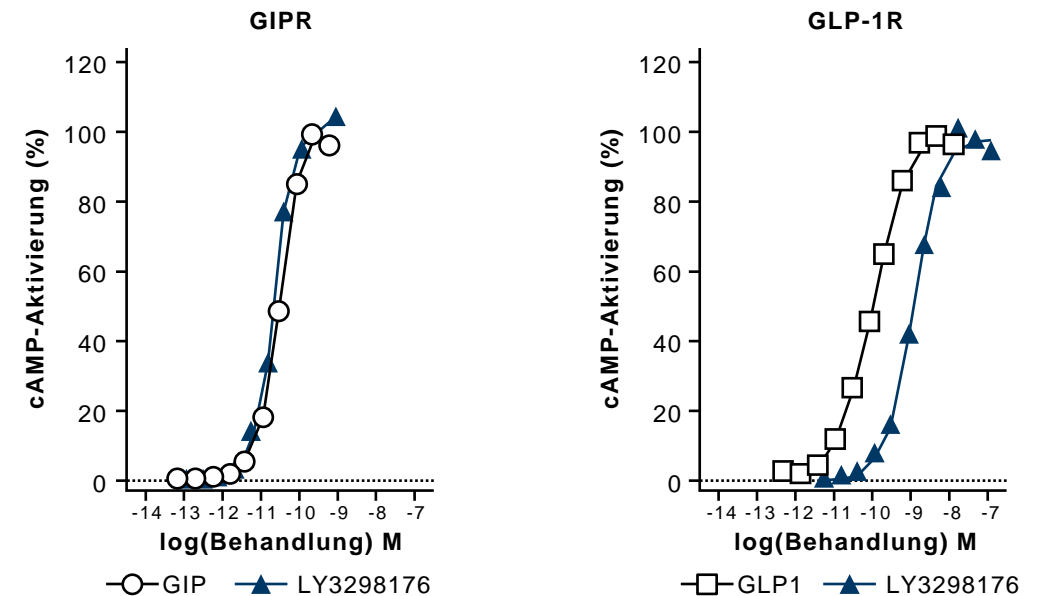 GIPR
cAMP-Aktivierung (%)
120
100
80
60
40
20
0
-14 -13 -12 -11 -10 -9 -8 -7
log(Behandlung) M
GIP LY3298176
GLP-1R
cAMP-Aktivierung (%)
120
100
80
60
40
20
0
-14 -13 -12 -11 -10 -9 -8 -7
log(Behandlung) M
GLP1 LY3298176